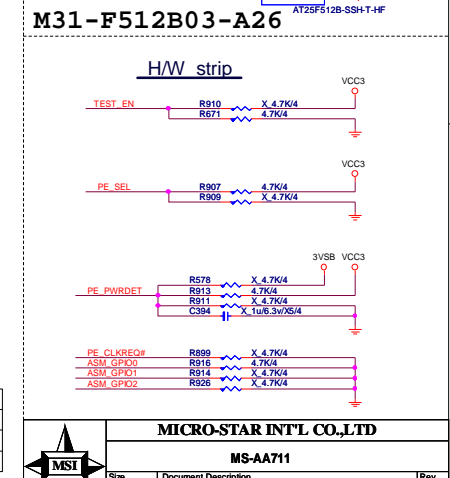 AT25F512B-SSH-T-HF
M31-F512B03-A26
H/W strip
VCC3
TEST_EN R910 X_4.7K/4
R671 4.7K/4
VCC3
PE_SEL R907 4.7K/4
R909 X_4.7K/4
3VSB VCC3
R578 X_4.7K/4
PE_PWRDET R913 4.7K/4
R911 X_4.7K/4
C394 X_1u/6.3v/X5/4
PE_CLKREQ# R899 X_4.7K/4
ASM_GPIO0 R916 4.7K/4
ASM_GPIO1 R914 X_4.7K/4
ASM_GPIO2 R926 X_4.7K/4
MICRO-STAR INT'L CO.,LTD
MSI
MS-AA711
Size Document Description Rev